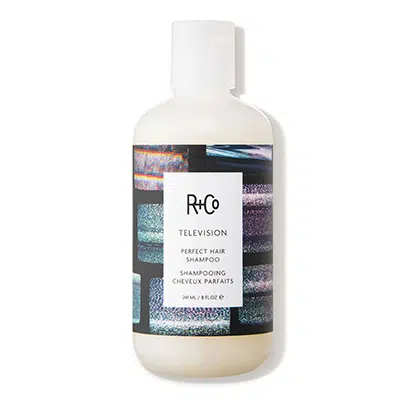 R+Co
TELEVISION
PERFECT HAIR
SHAMPOO
SHAMPOOING
CHEVEUX PARFAITS
241 ML / 8 FL OZ ℮